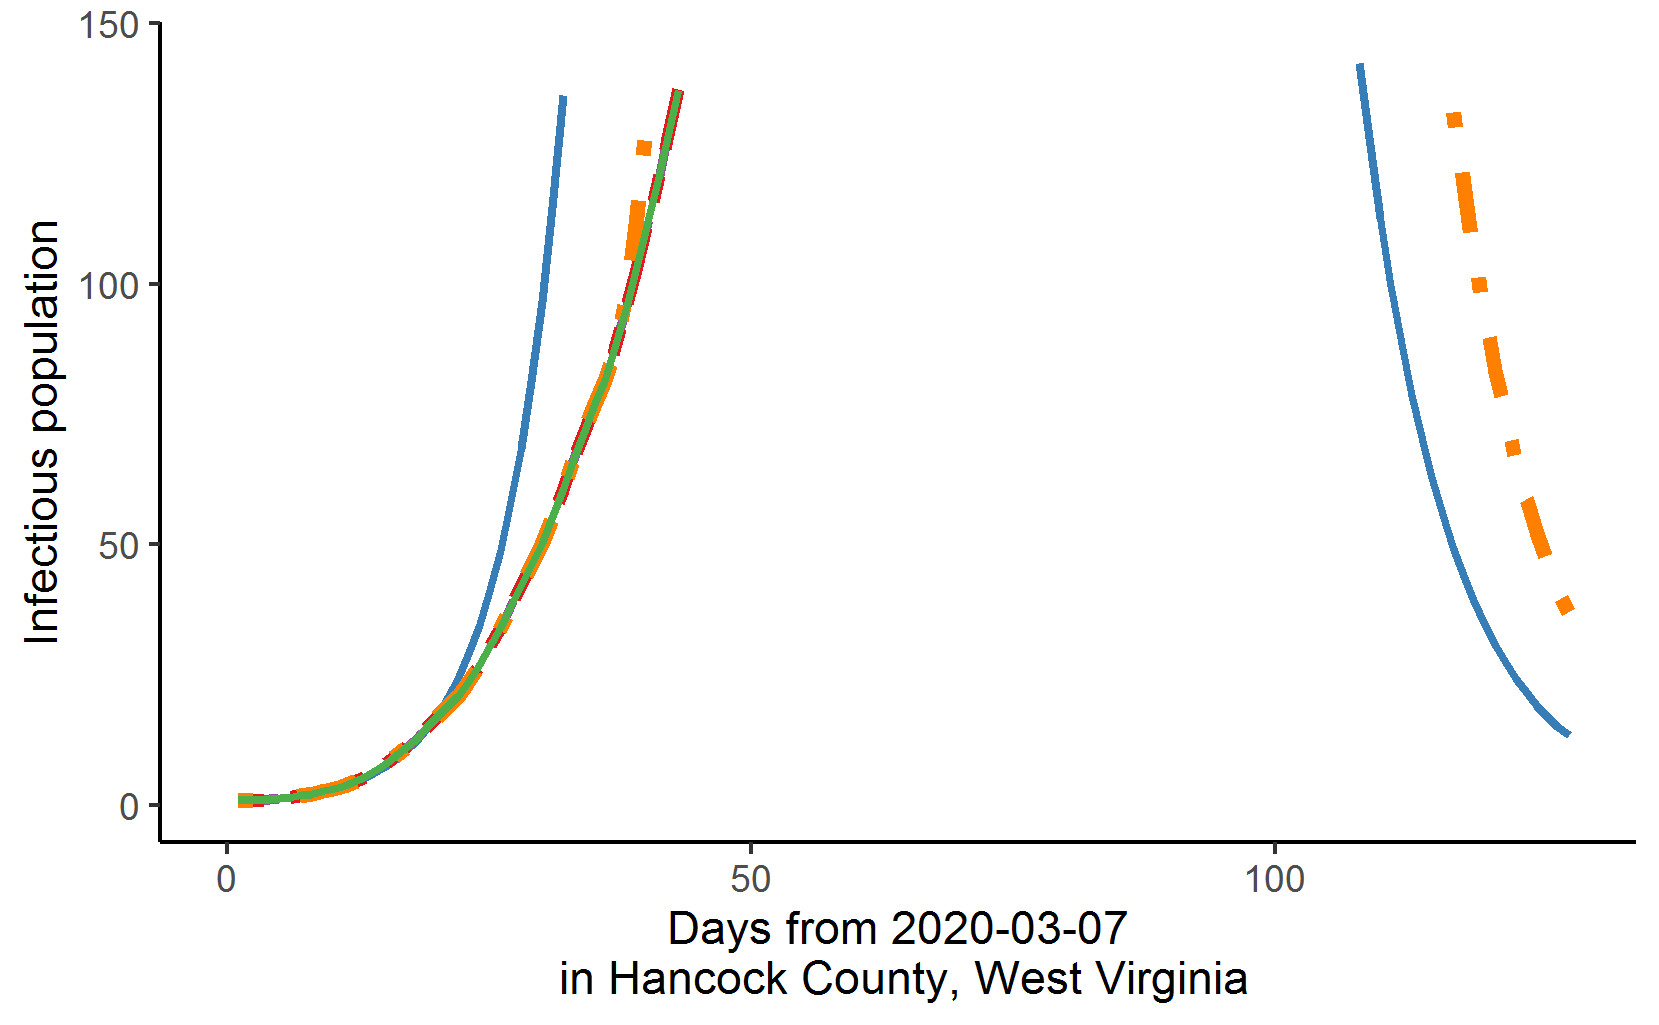 150
100
50
0
Infectious population
0 50 100
Days from 2020-03-07
in Hancock County, West Virginia